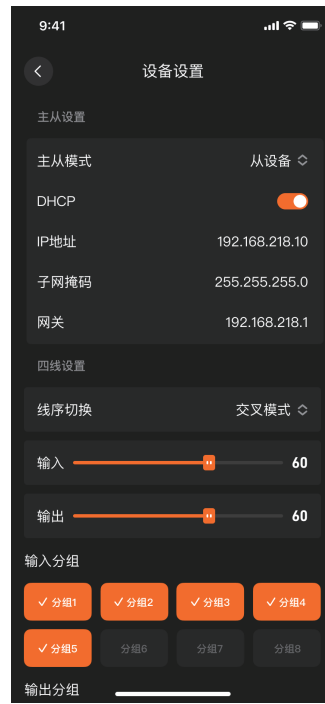 9:41
设备设置
主从设置
主从模式 从设备
DHCP
IP地址 192.168.218.10
子网掩码 255.255.255.0
网关 192.168.218.1
四线设置
线序切换 交叉模式
输入 60
输出 60
输入分组
分组1 分组2 分组3 分组4
分组5 分组6 分组7 分组8
输出分组